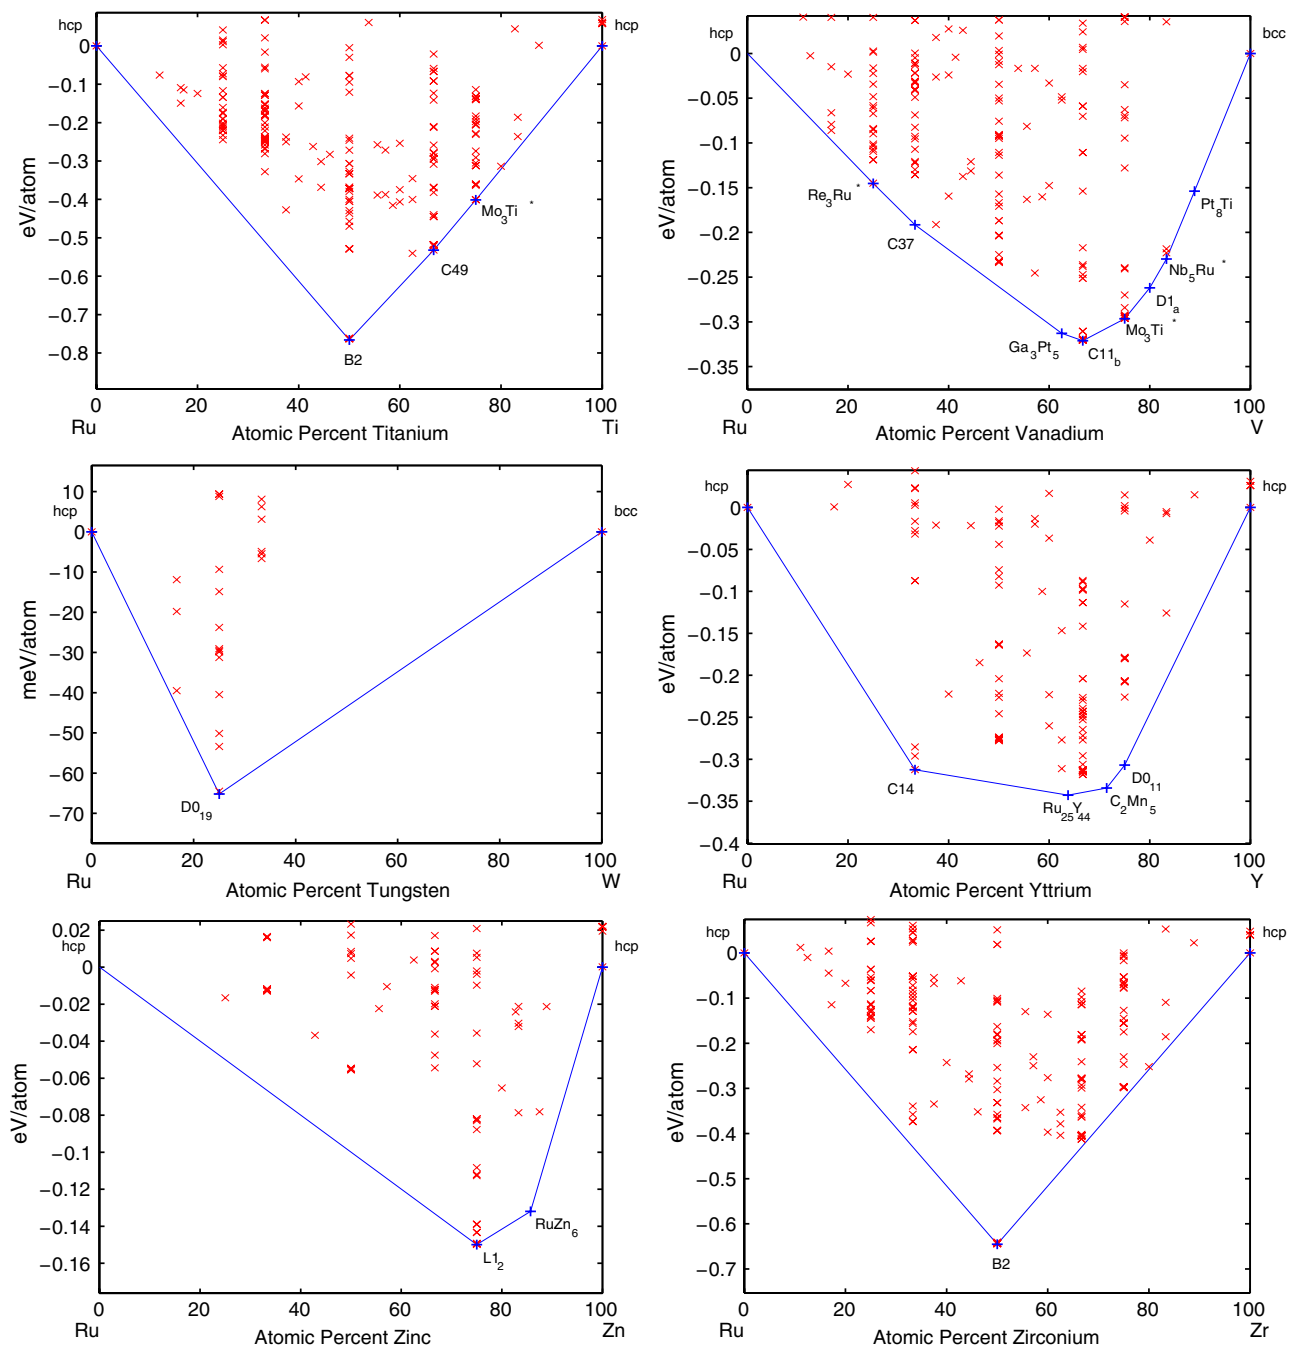 hcp
hcp
0
−0.1
−0.2
−0.3
−0.4
−0.5
−0.6
−0.7
−0.8
eV/atom
Mo3Ti *
C49
B2
0 20 40 60 80 100
Ru Atomic Percent Titanium Ti
hcp
bcc
0
−0.05
−0.1
−0.15
−0.2
−0.25
−0.3
−0.35
eV/atom
Re3Ru *
Pt8Ti
C37
Nb5Ru *
D1a
Mo3Ti *
Ga3Pt5
C11b
0 20 40 60 80 100
Ru Atomic Percent Vanadium V
10
hcp
bcc
0
−10
−20
−30
−40
−50
−60
−70
meV/atom
D019
0 20 40 60 80 100
Ru Atomic Percent Tungsten W
hcp
hcp
0
−0.05
−0.1
−0.15
−0.2
−0.25
−0.3
−0.35
−0.4
eV/atom
C14
D011
Ru25Y44
C2Mn5
0 20 40 60 80 100
Ru Atomic Percent Yttrium Y
0.02
hcp
hcp
0
−0.02
−0.04
−0.06
−0.08
−0.1
−0.12
−0.14
−0.16
eV/atom
RuZn6
L12
0 20 40 60 80 100
Ru Atomic Percent Zinc Zn
hcp
hcp
0
−0.1
−0.2
−0.3
−0.4
−0.5
−0.6
−0.7
eV/atom
B2
0 20 40 60 80 100
Ru Atomic Percent Zirconium Zr